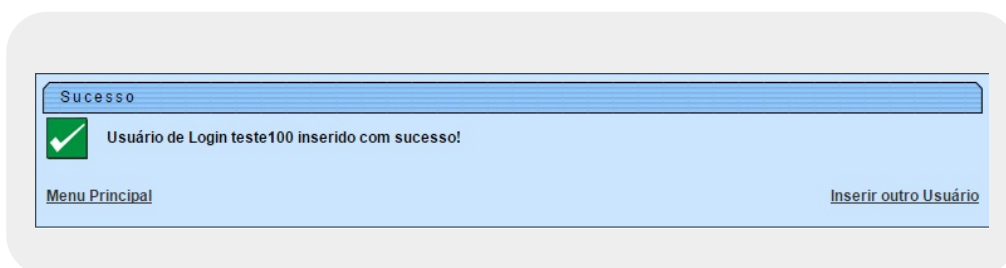 Sucesso
Usuário de Login teste100 inserido com sucesso!
Menu Principal
Inserir outro Usuário